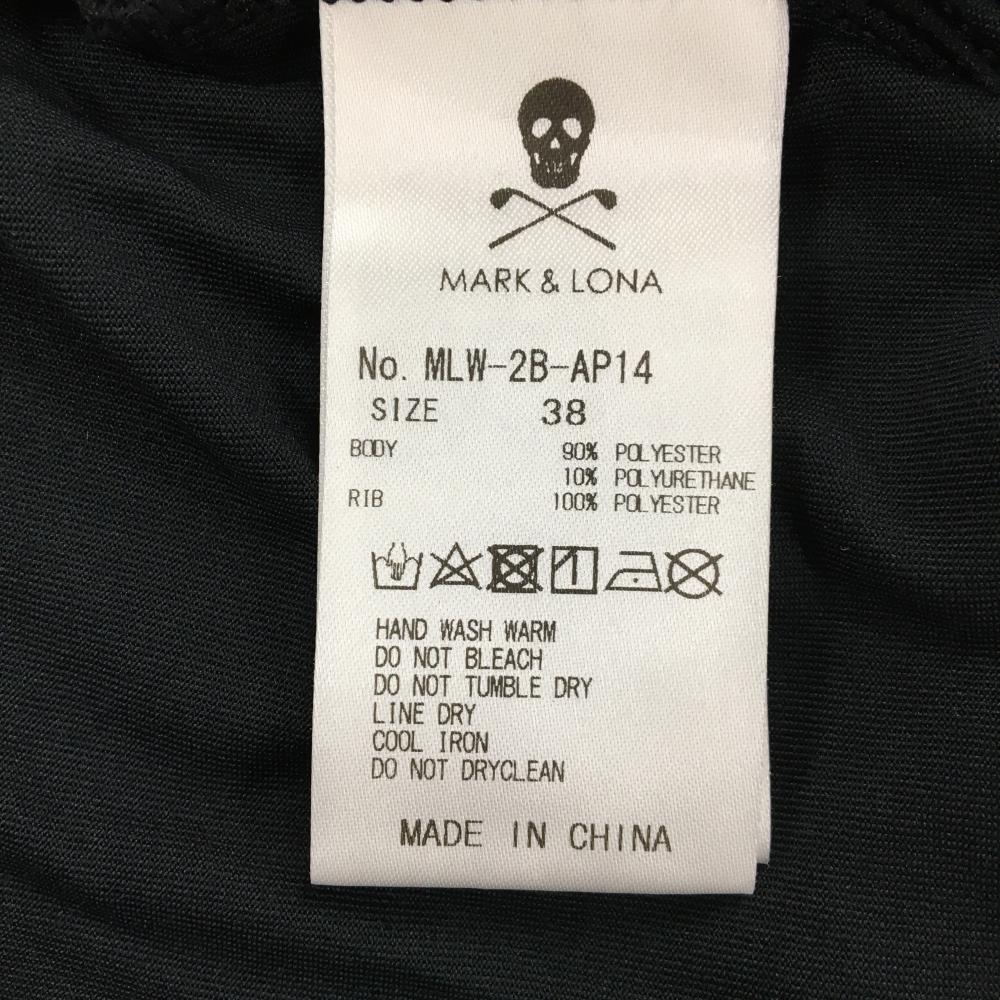 MARK & LONA
No. MLW-2B-AP14
SIZE 38
BODY 90% POLYESTER
10% POLYURETHANE
RIB 100% POLYESTER
HAND WASH WARM
DO NOT BLEACH
DO NOT TUMBLE DRY
LINE DRY
COOL IRON
DO NOT DRYCLEAN
MADE IN CHINA